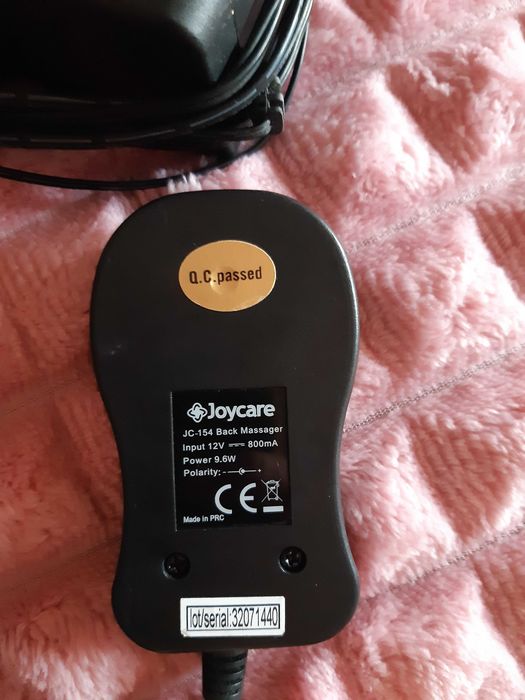 Q.C.passed
Joycare
JC-154 Back Massager
Input 12V ⎓ 800mA
Power 9.6W
Polarity: - +
CE
Made in PRC
lot/serial:32071440